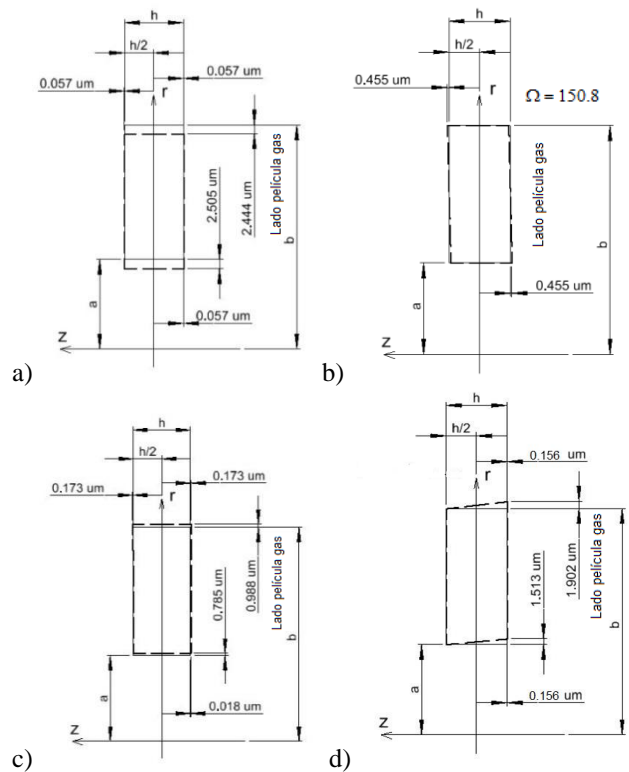 h
h/2
0.057 um
0.057 um
r
2.505 um
2.444 um
Lado película gas
b
a
0.057 um
z
a)
h
h/2
0.455 um
r
Ω = 150.8
Lado película gas
b
a
0.455 um
z
b)
h
h/2
0.173 um
0.173 um
r
0.785 um
0.988 um
Lado película gas
b
a
0.018 um
z
c)
h
h/2
0.156 um
r
1.513 um
1.902 um
Lado película gas
b
a
0.156 um
z
d)